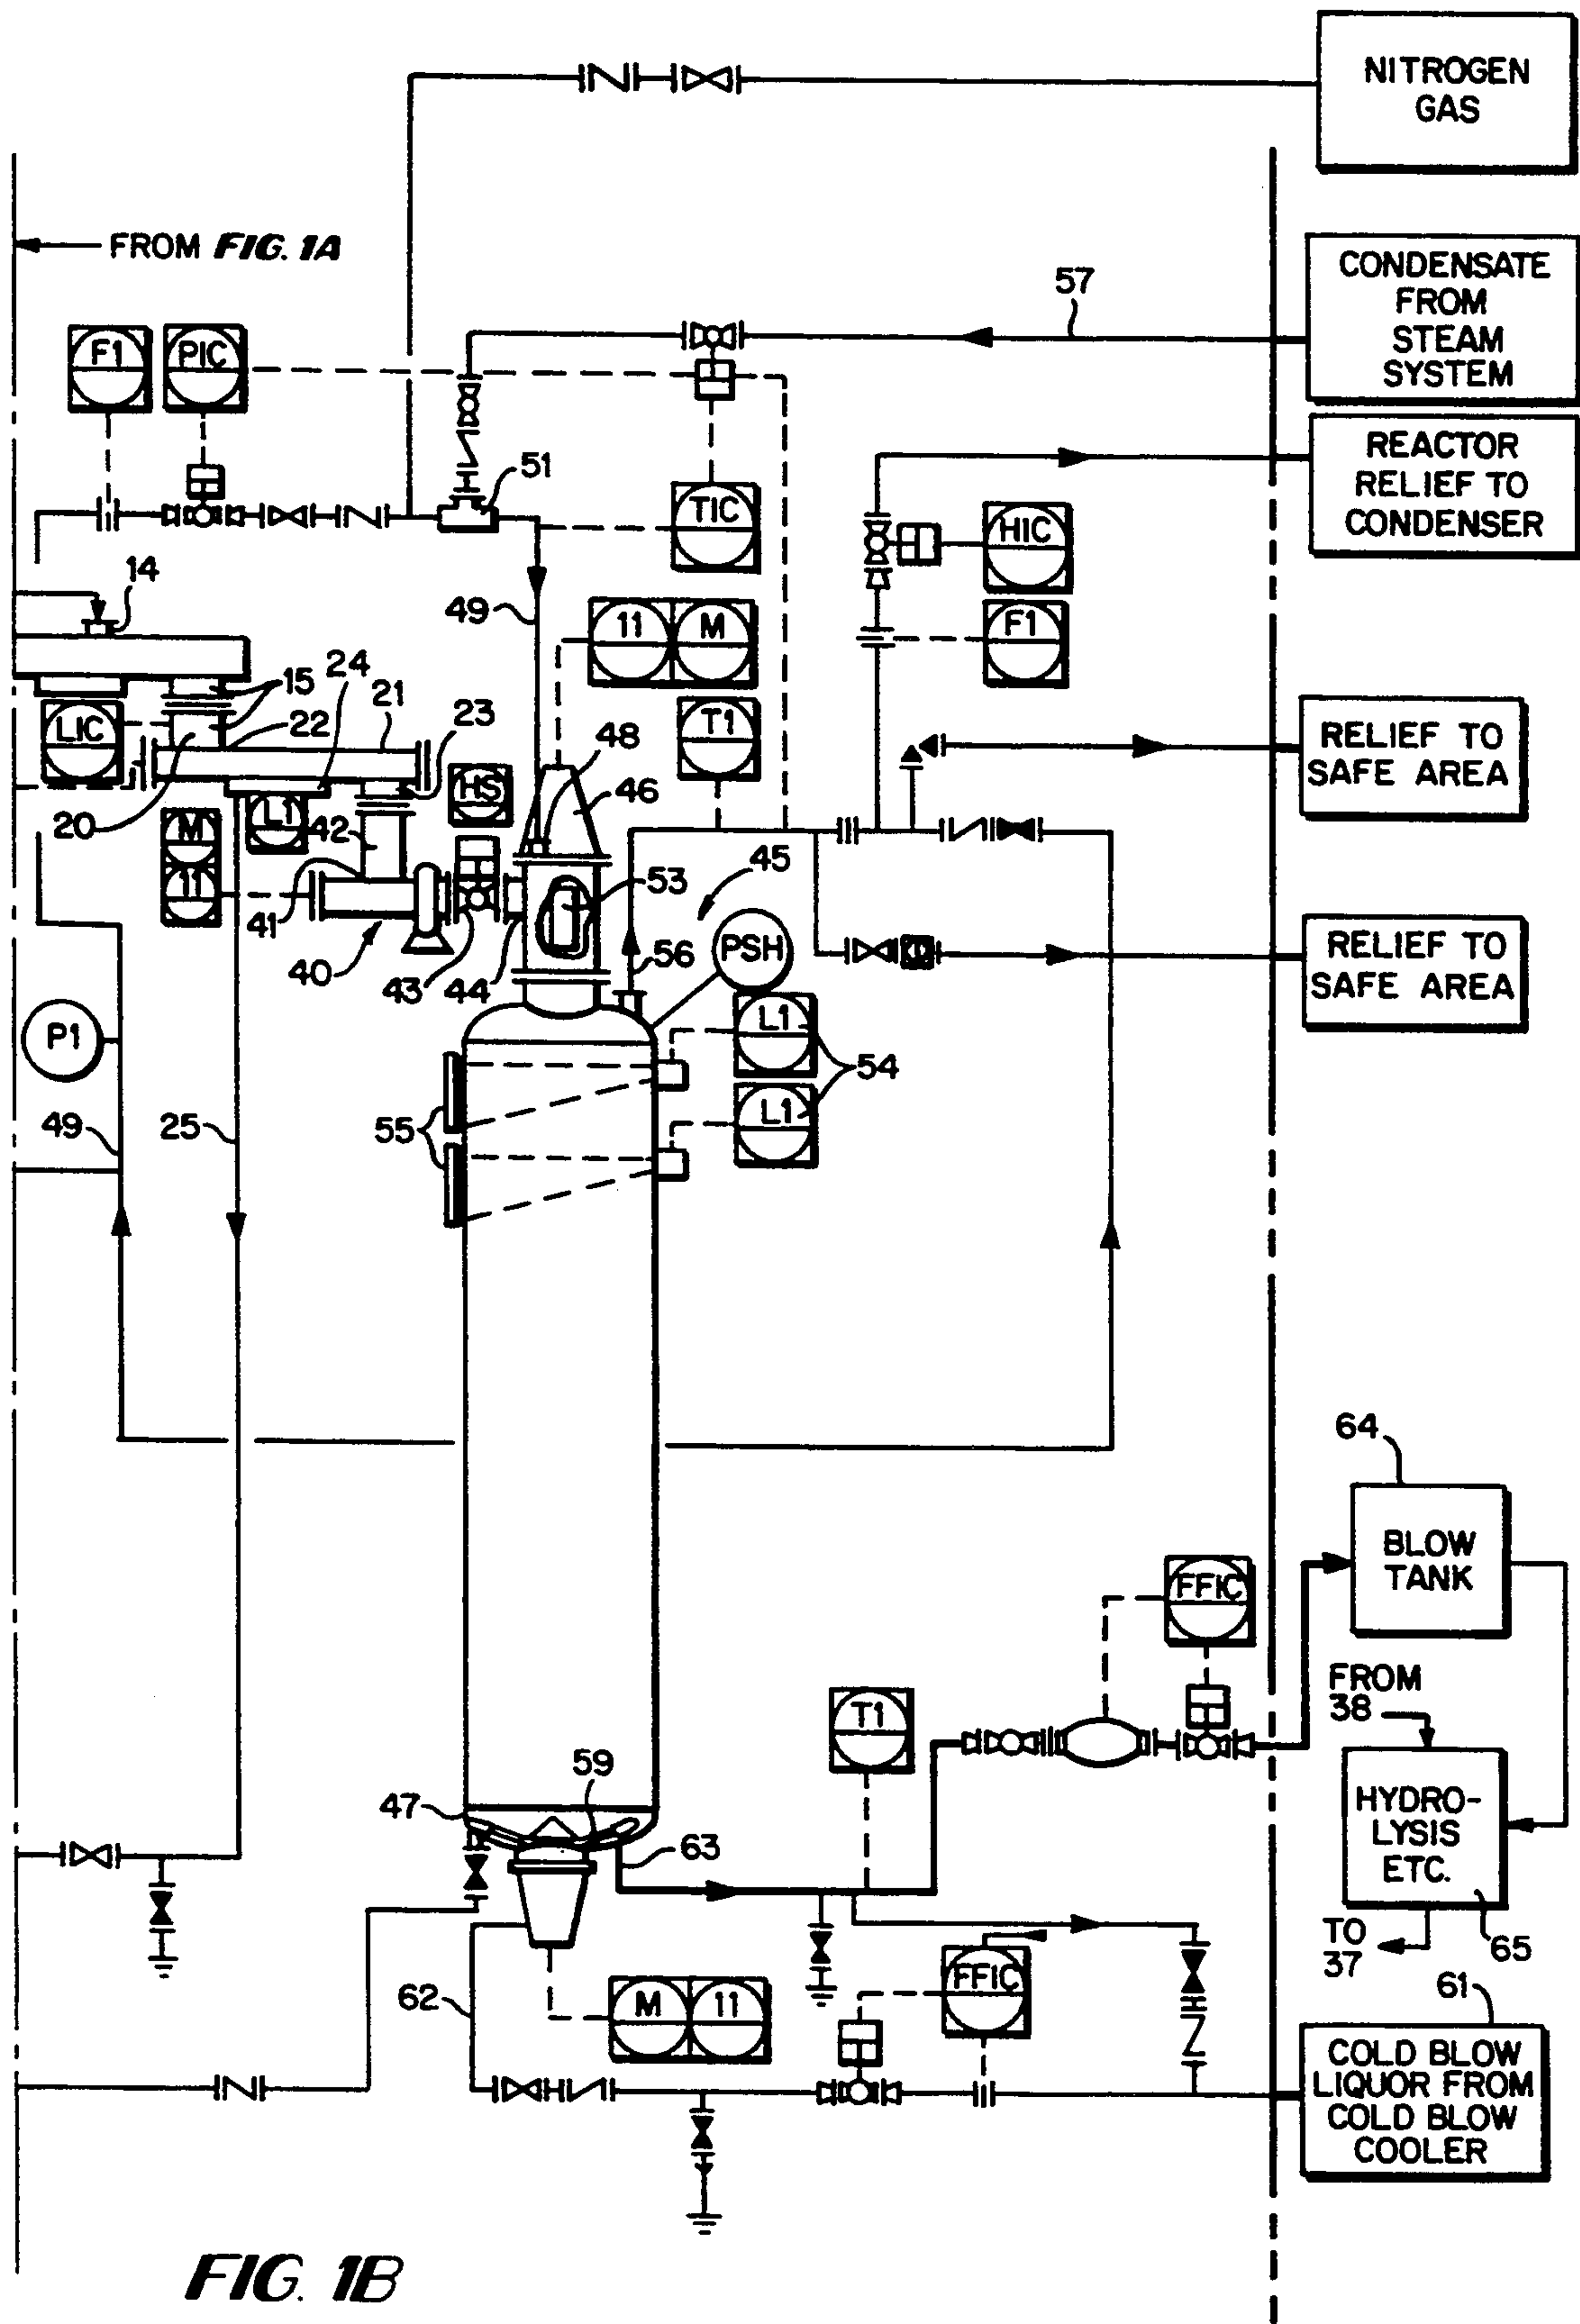 NITROGEN
GAS
FROM FIG. 1A
CONDENSATE
FROM
STEAM
SYSTEM
57
F1
PIC
REACTOR
RELIEF TO
CONDENSER
51
TIC
HIC
14
49
11
M
F1
24
21
15
23
48
T1
RELIEF TO
SAFE AREA
LIC
22
HS
46
20
L1
42
M
11
45
53
41
PSH
RELIEF TO
SAFE AREA
40
43
44
56
P1
L1
54
L1
49
25
55
64
BLOW
TANK
FFIC
FROM
38
T1
59
47
HYDRO-
LYSIS
ETC.
63
TO
37
65
FFIC
62
M
11
61
COLD BLOW
LIQUOR FROM
COLD BLOW
COOLER
FIG. 1B